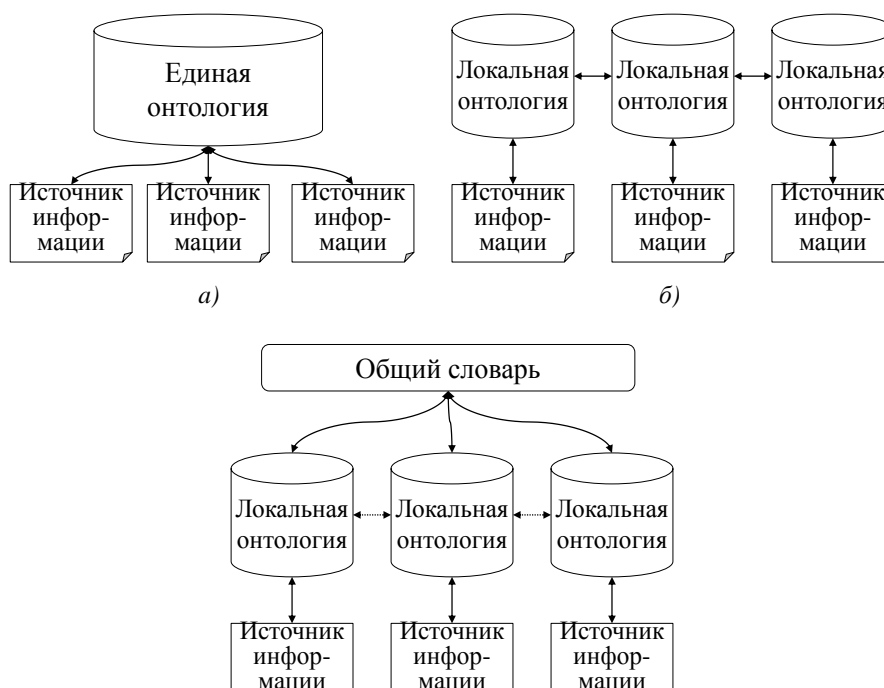 Единая
онтология
Источник
инфор-
мации
Источник
инфор-
мации
Источник
инфор-
мации
а)
Локальная
онтология
Локальная
онтология
Локальная
онтология
Источник
инфор-
мации
Источник
инфор-
мации
Источник
инфор-
мации
б)
Общий словарь
Локальная
онтология
Локальная
онтология
Локальная
онтология
Источник
инфор-
мации
Источник
инфор-
мации
Источник
инфор-
мации